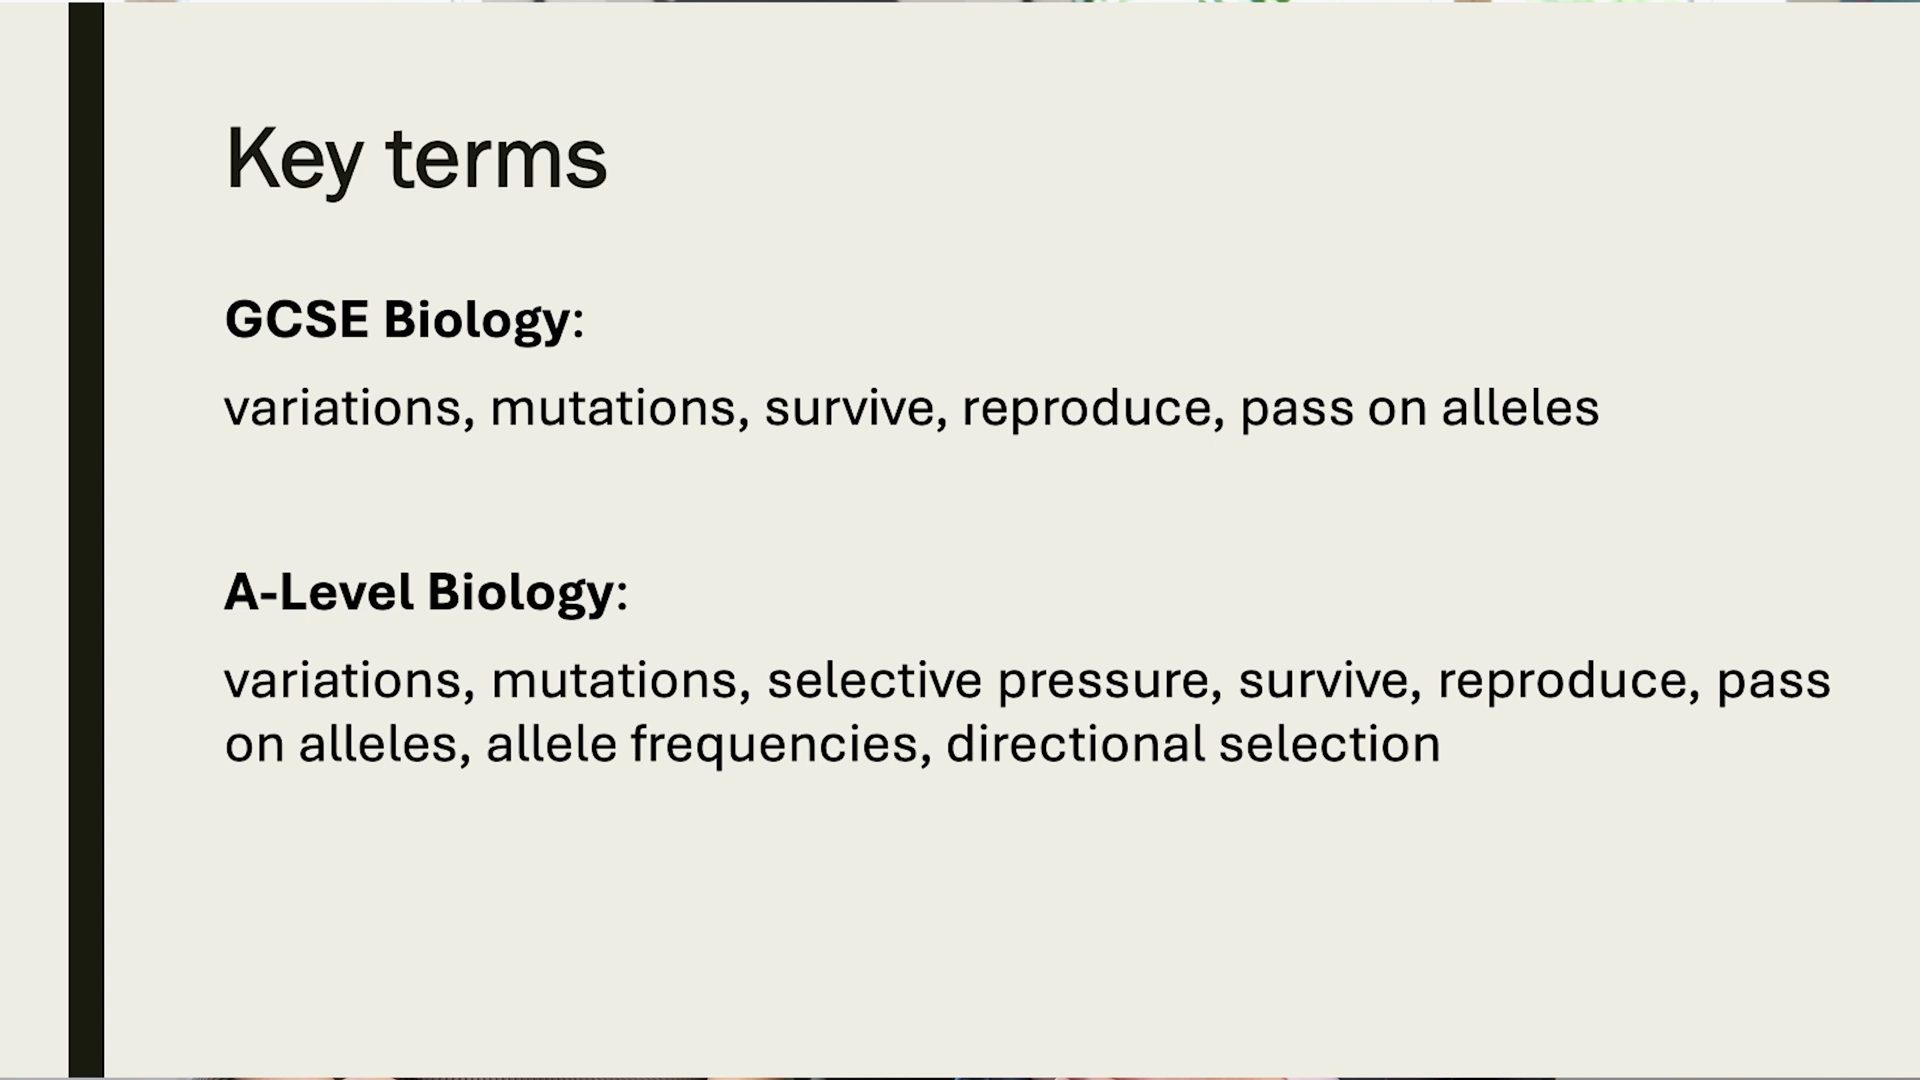 Key terms
GCSE Biology:
variations, mutations, survive, reproduce, pass on alleles
A-Level Biology:
variations, mutations, selective pressure, survive, reproduce, pass
on alleles, allele frequencies, directional selection